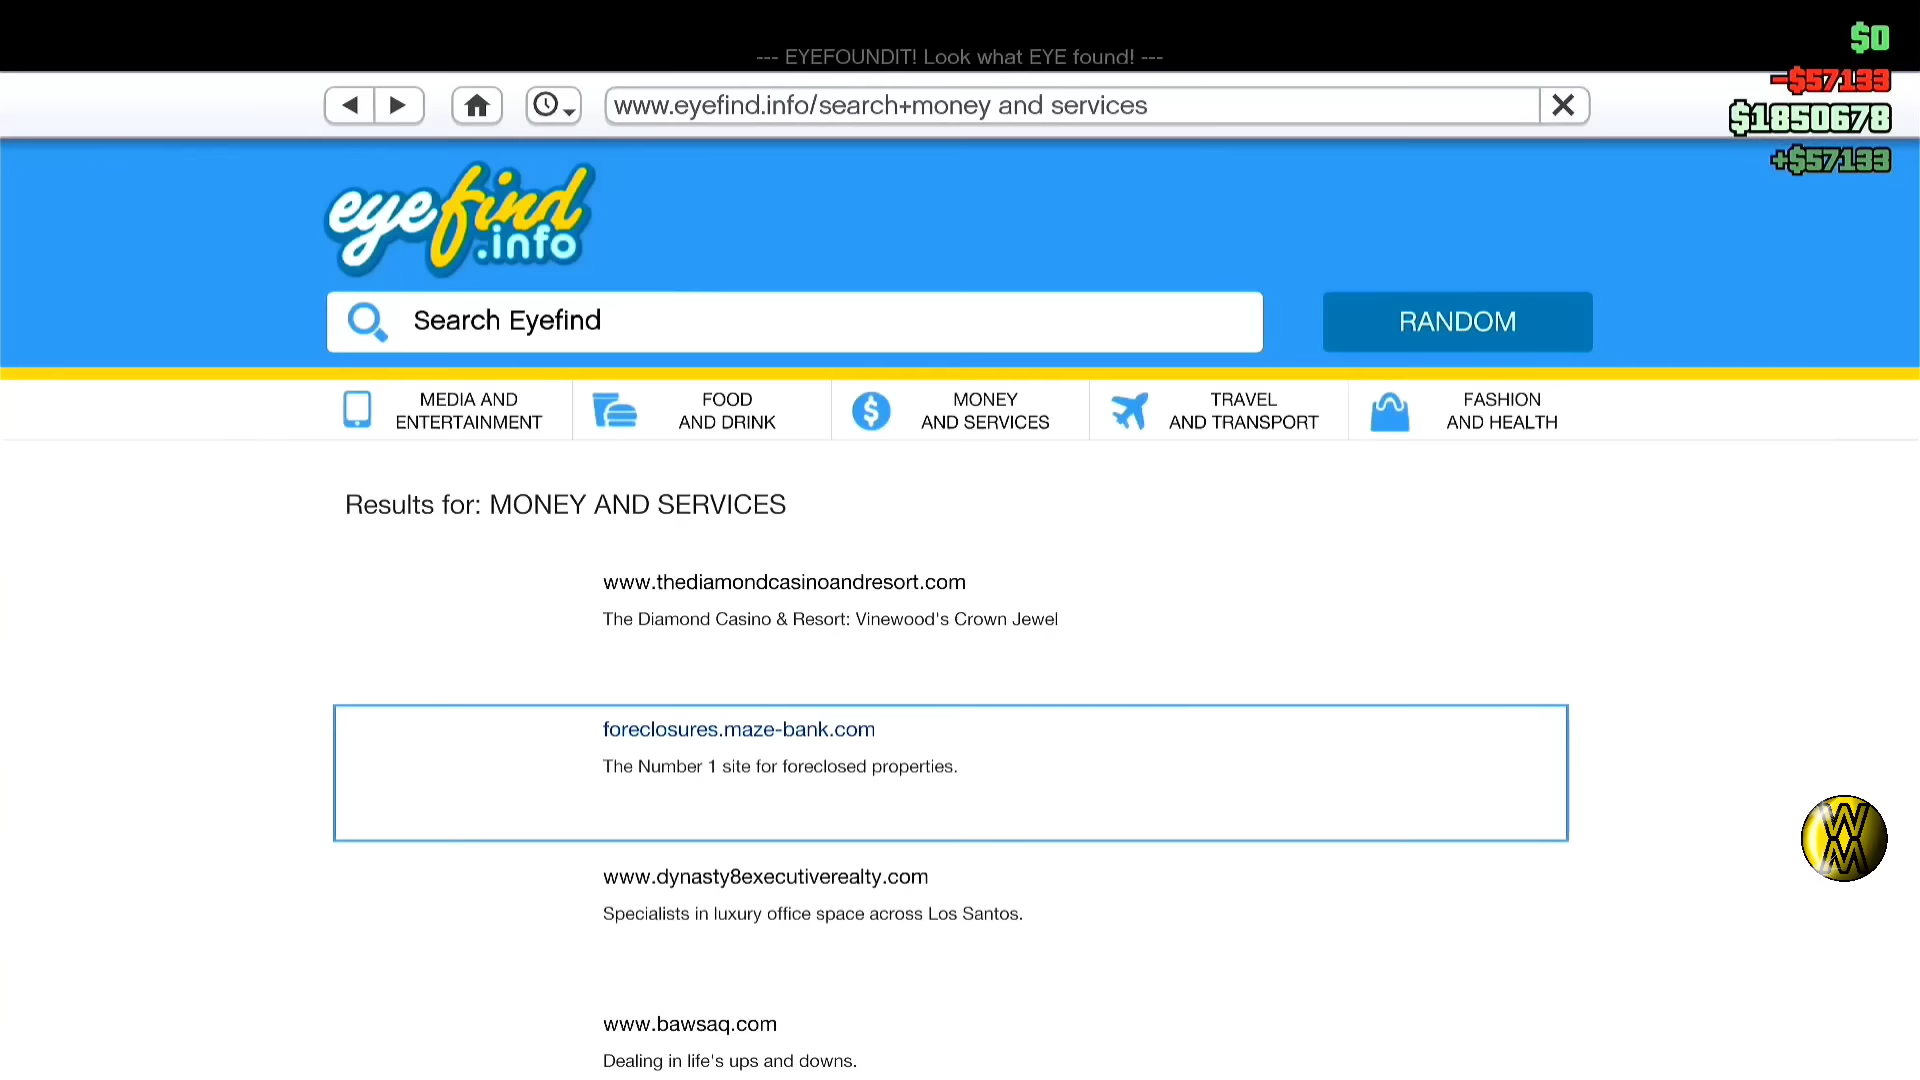 $0
--- EYEFOUNDIT! Look what EYE found! ---
-$57133
www.eyefind.info/search+money and services
$1850678
+$57133
eyefind
.info
Search Eyefind
RANDOM
MEDIA AND
ENTERTAINMENT
FOOD
AND DRINK
MONEY
AND SERVICES
TRAVEL
AND TRANSPORT
FASHION
AND HEALTH
Results for: MONEY AND SERVICES
www.thediamondcasinoandresort.com
The Diamond Casino & Resort: Vinewood's Crown Jewel
foreclosures.maze-bank.com
The Number 1 site for foreclosed properties.
www.dynasty8executiverealty.com
Specialists in luxury office space across Los Santos.
www.bawsaq.com
Dealing in life's ups and downs.
W
M